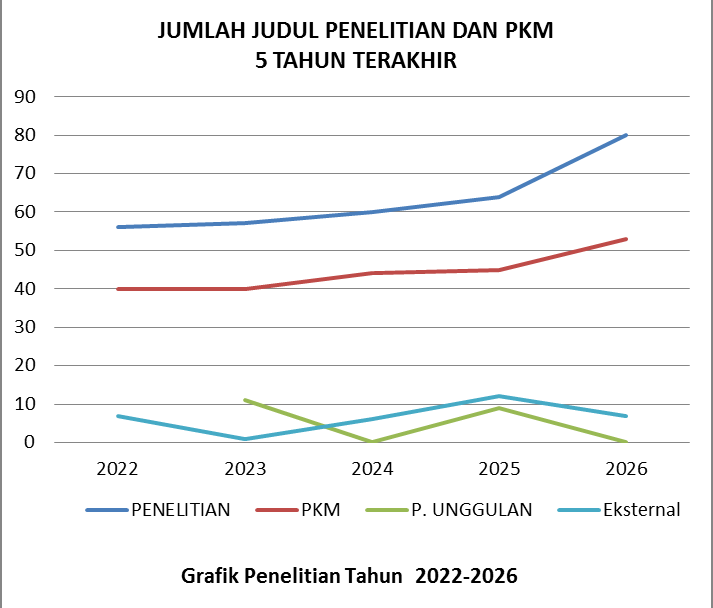 JUMLAH JUDUL PENELITIAN DAN PKM
5 TAHUN TERAKHIR
90
80
70
60
50
40
30
20
10
0
2022 2023 2024 2025 2026
PENELITIAN PKM P. UNGGULAN Eksternal
Grafik Penelitian Tahun 2022-2026